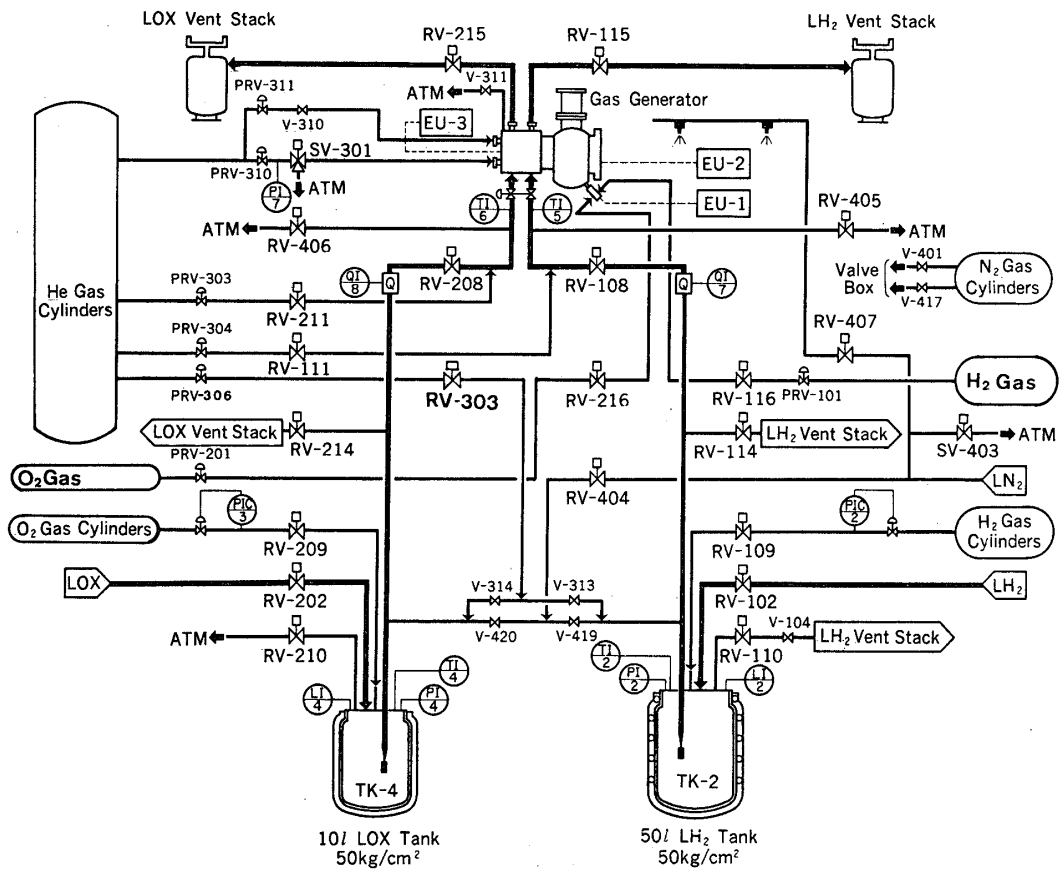 LOX Vent Stack
RV-215
RV-115
LH₂ Vent Stack
V-311
PRV-311
ATM
Gas Generator
V-310
EU-3
SV-301
PRV-310
EU-2
PI
7
ATM
EU-1
TI
6
TI
5
RV-405
ATM
RV-406
ATM
V-401
N₂ Gas
Cylinders
Valve
Box
V-417
QI
8
Q
RV-208
RV-108
Q
QI
7
He Gas
Cylinders
PRV-303
RV-211
RV-407
PRV-304
RV-111
PRV-306
RV-303
RV-216
RV-116
PRV-101
H₂ Gas
LOX Vent Stack
RV-214
RV-114
LH₂ Vent Stack
SV-403
ATM
PRV-201
O₂Gas
RV-404
LN₂
O₂ Gas Cylinders
PIC
3
RV-209
RV-109
PIC
2
H₂ Gas
Cylinders
LOX
RV-202
V-314
V-313
RV-102
LH₂
ATM
RV-210
V-420
V-419
RV-110
V-104
LH₂ Vent Stack
TI
4
TI
2
LI
4
PI
4
PI
2
LI
2
TK-4
TK-2
10l LOX Tank
50kg/cm²
50l LH₂ Tank
50kg/cm²